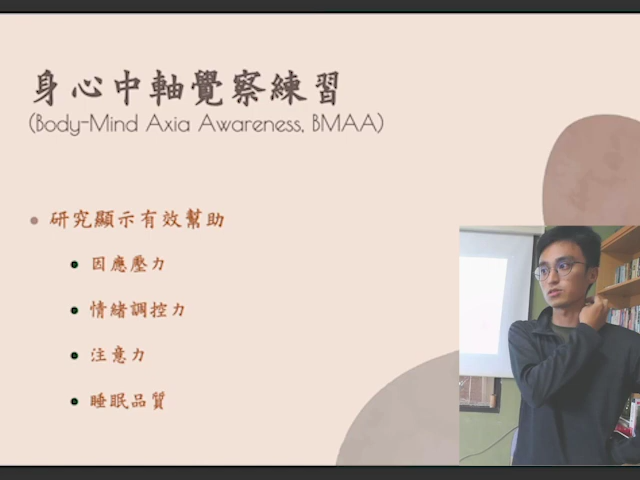 身心中軸覺察練習
(Body-Mind Axia Awareness, BMAA)
研究顯示有效幫助
因應壓力
情緒調控力
注意力
睡眠品質